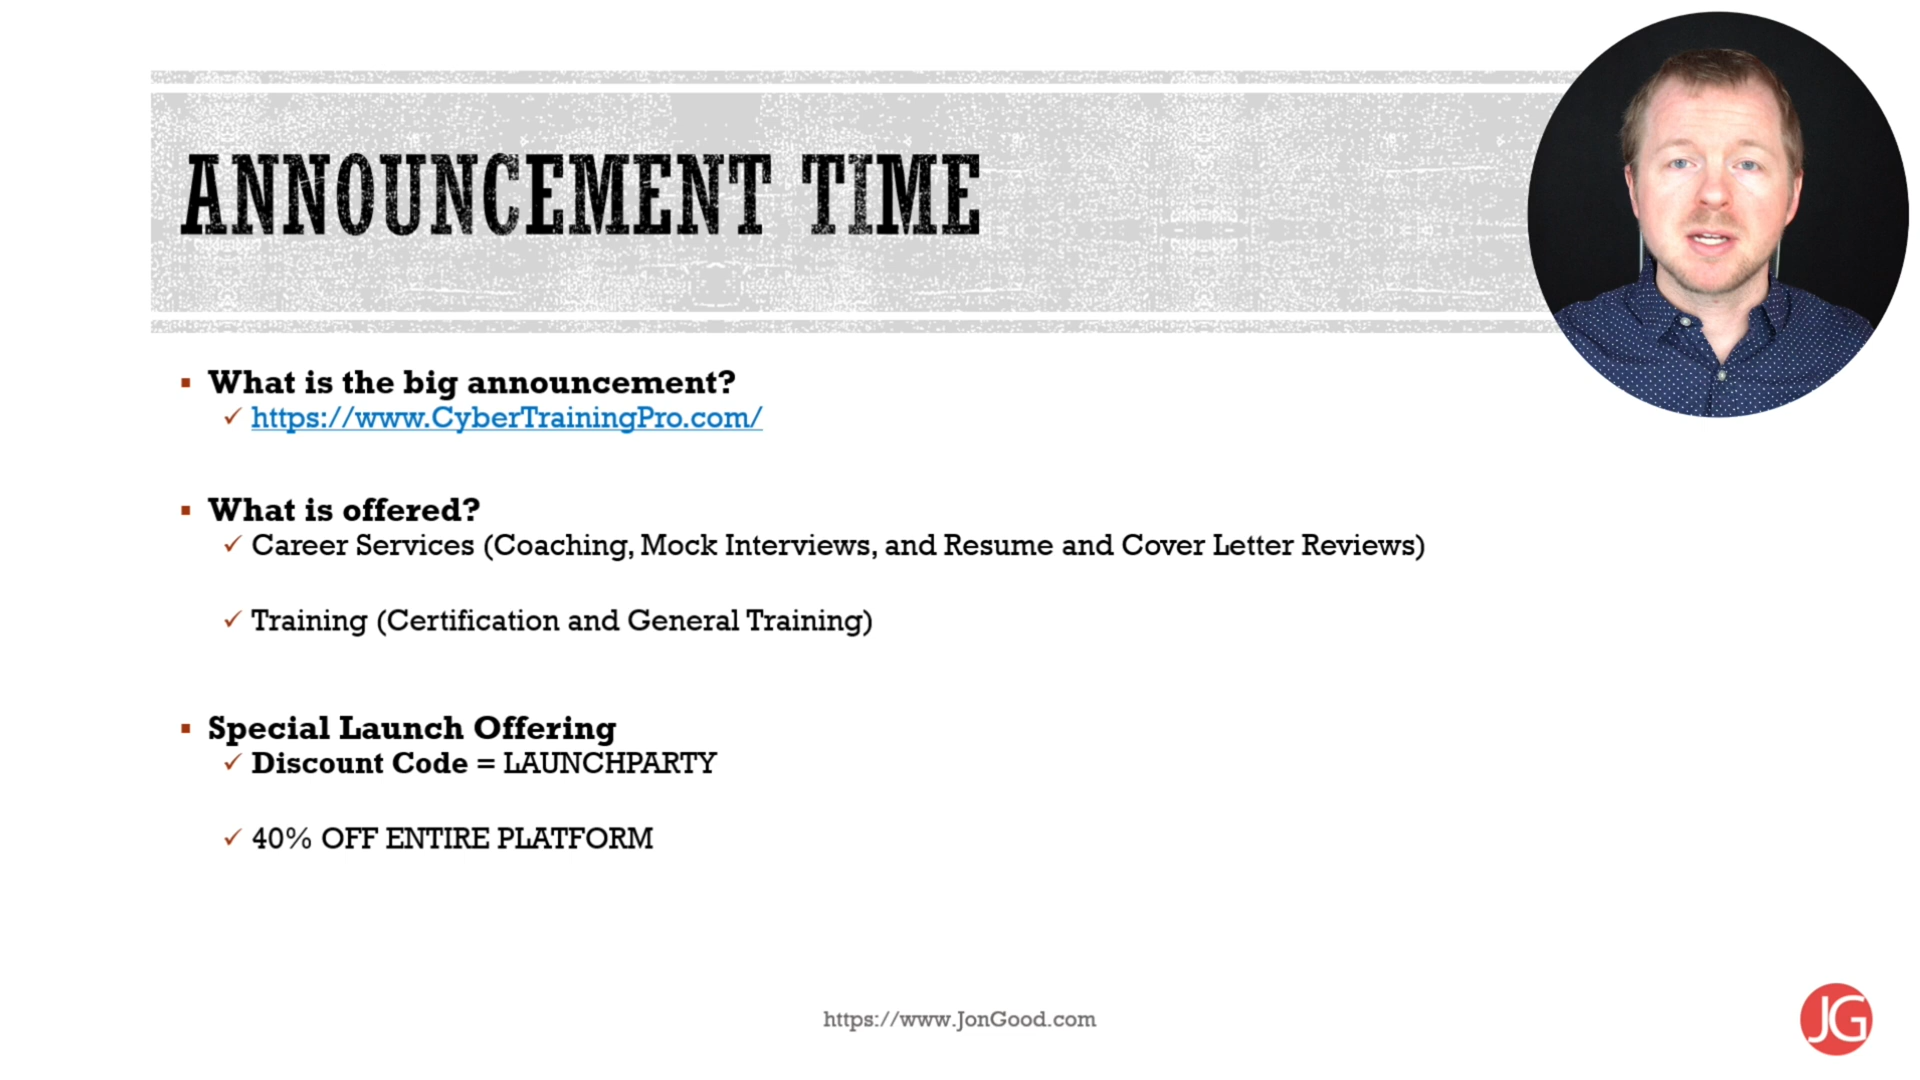 ANNOUNCEMENT TIME
What is the big announcement?
https://www.CyberTrainingPro.com/
What is offered?
Career Services (Coaching, Mock Interviews, and Resume and Cover Letter Reviews)
Training (Certification and General Training)
Special Launch Offering
Discount Code = LAUNCHPARTY
40% OFF ENTIRE PLATFORM
https://www.JonGood.com
JG